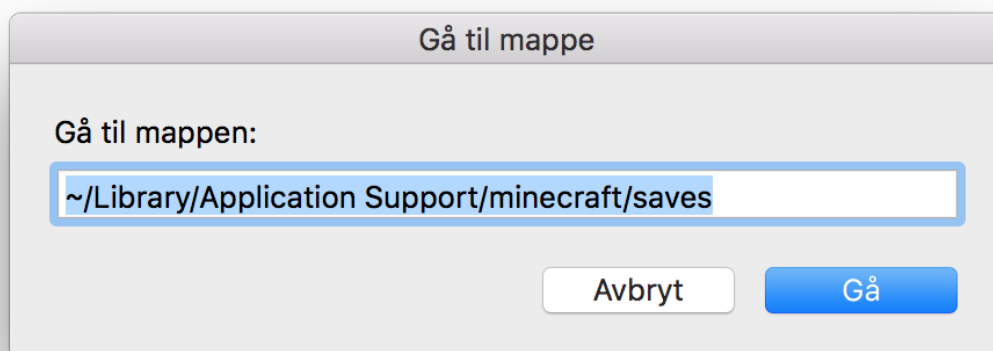 Gå til mappe
Gå til mappen:
~/Library/Application Support/minecraft/saves
Avbryt
Gå